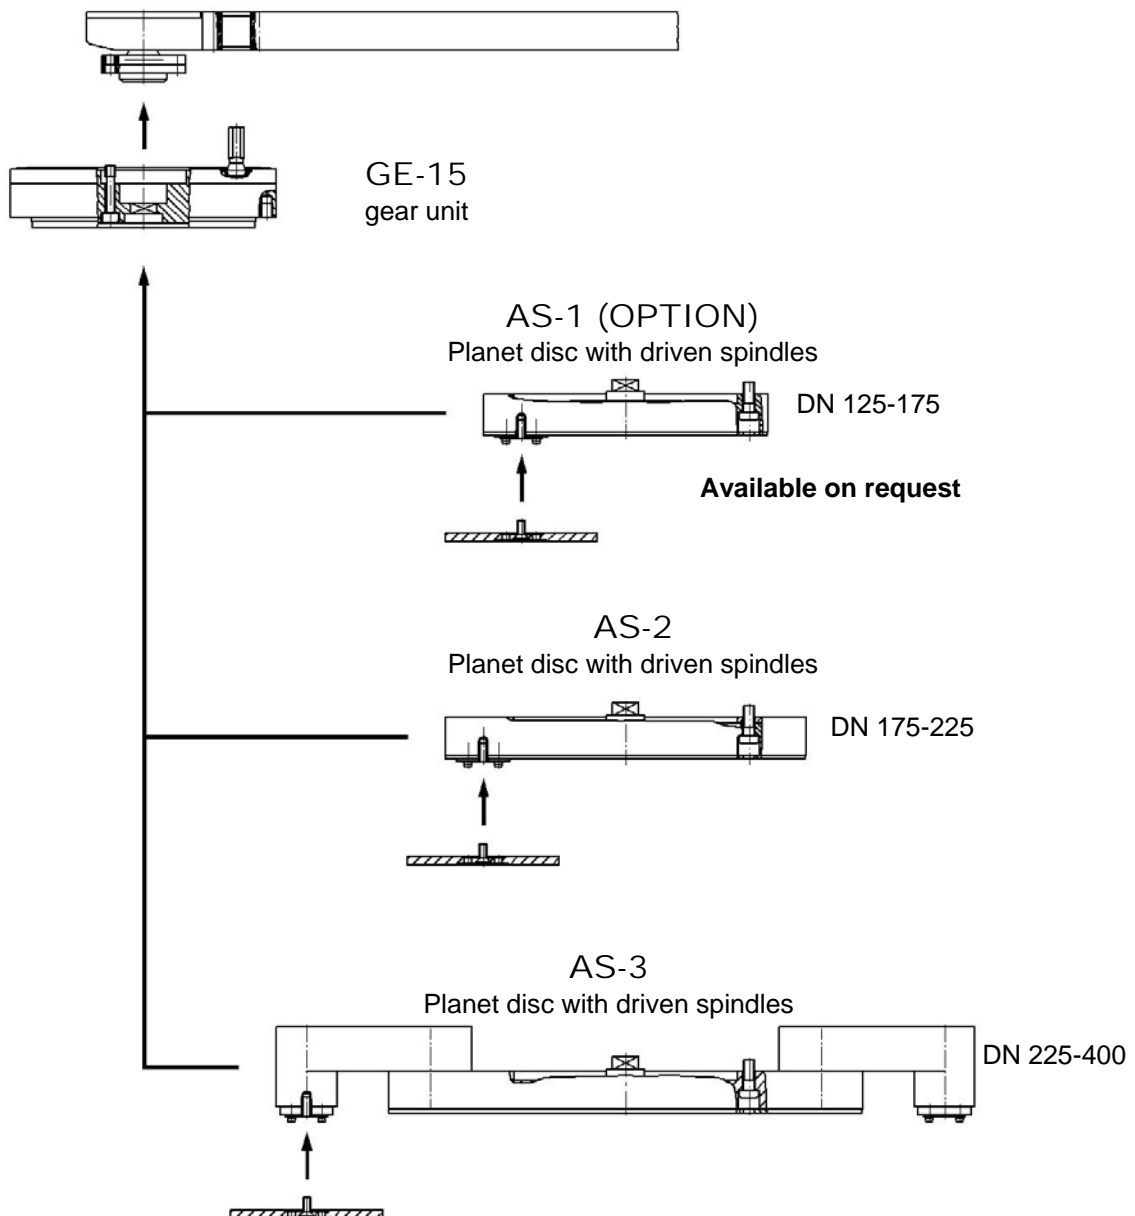 GE-15
gear unit
AS-1 (OPTION)
Planet disc with driven spindles
DN 125-175
Available on request
AS-2
Planet disc with driven spindles
DN 175-225
AS-3
Planet disc with driven spindles
DN 225-400